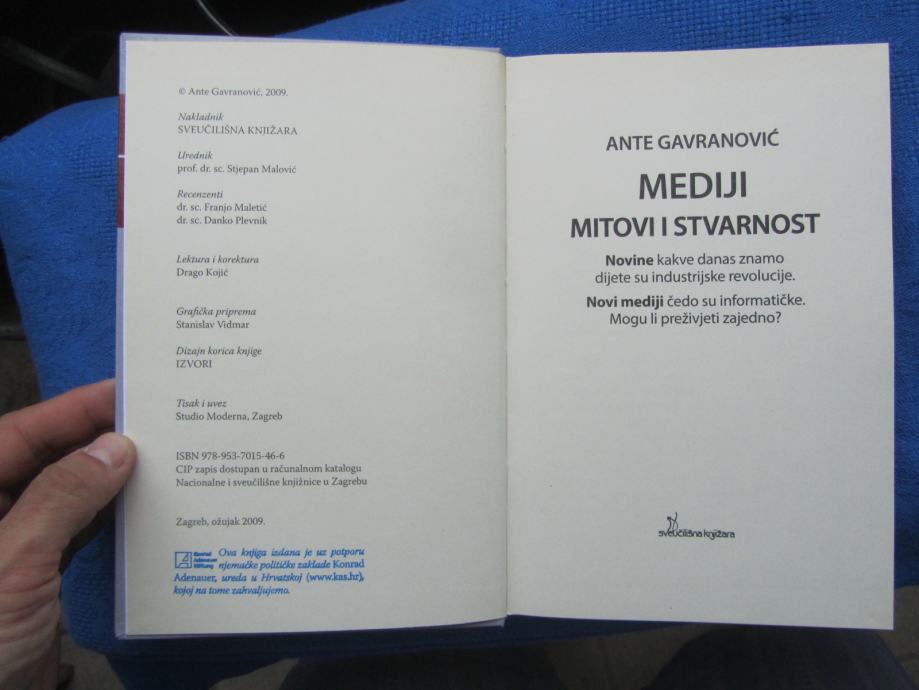 © Ante Gavranović, 2009.
Nakladnik
SVEUČILIŠNA KNJIŽARA
Urednik
prof. dr. sc. Stjepan Malović
Recenzenti
dr. sc. Franjo Maletić
dr. sc. Danko Plevnik
Lektura i korektura
Drago Kojić
Grafička priprema
Stanislav Vidmar
Dizajn korica knjige
IZVORI
Tisak i uvez
Studio Moderna, Zagreb
ISBN 978-953-7015-46-6
CIP zapis dostupan u računalnom katalogu
Nacionalne i sveučilišne knjižnice u Zagrebu
Zagreb, ožujak 2009.
Konrad
Adenauer
Stiftung
Ova knjiga izdana je uz potporu
njemačke političke zaklade Konrad
Adenauer, ureda u Hrvatskoj (www.kas.hr),
kojoj na tome zahvaljujemo.
ANTE GAVRANOVIĆ
MEDIJI
MITOVI I STVARNOST
Novine kakve danas znamo
dijete su industrijske revolucije.
Novi mediji čedo su informatičke.
Mogu li preživjeti zajedno?
sveučilišna knjižara